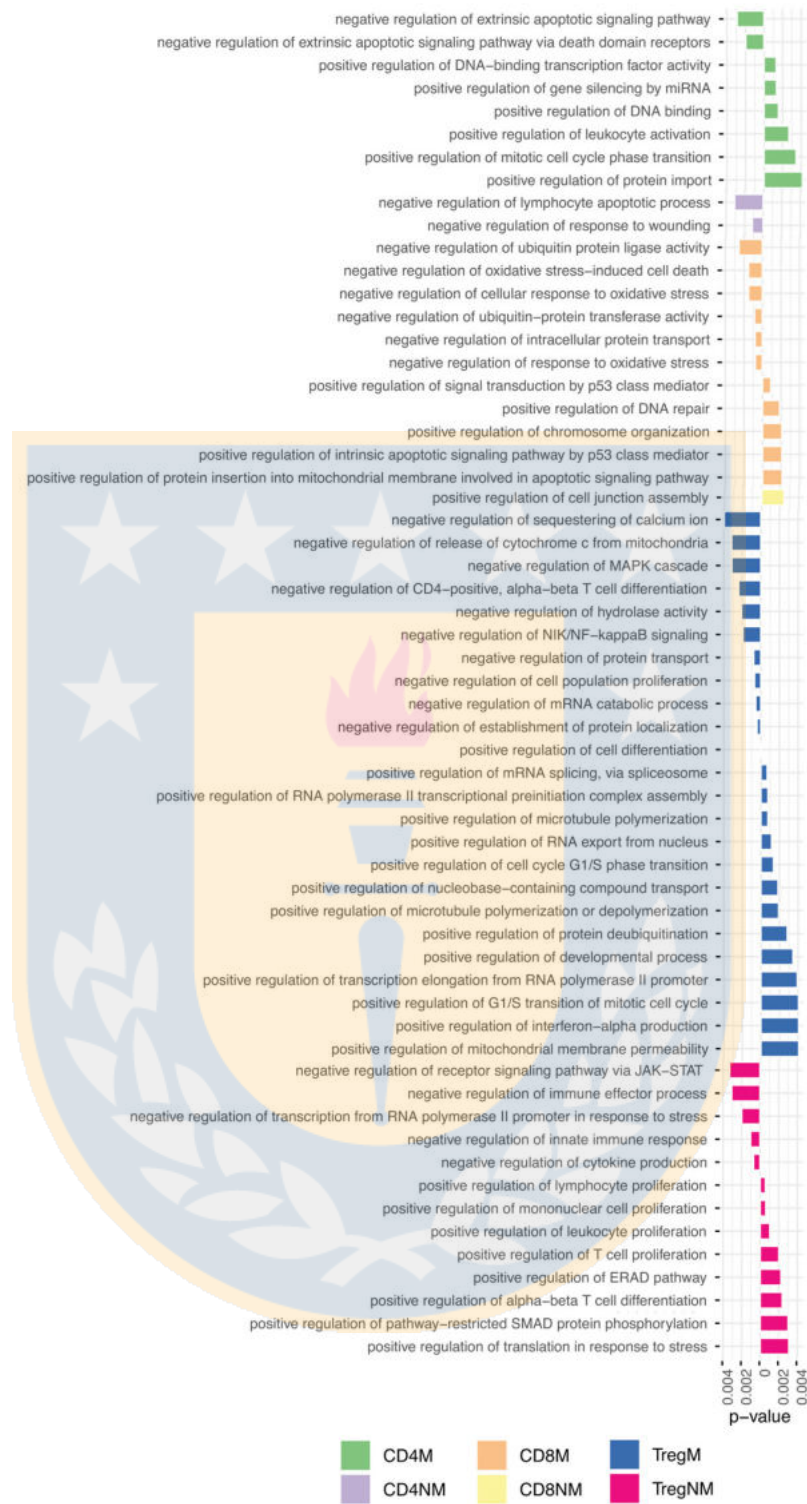 negative regulation of extrinsic apoptotic signaling pathway
negative regulation of extrinsic apoptotic signaling pathway via death domain receptors
positive regulation of DNA−binding transcription factor activity
positive regulation of gene silencing by miRNA
positive regulation of DNA binding
positive regulation of leukocyte activation
positive regulation of mitotic cell cycle phase transition
positive regulation of protein import
negative regulation of lymphocyte apoptotic process
negative regulation of response to wounding
negative regulation of ubiquitin protein ligase activity
negative regulation of oxidative stress−induced cell death
negative regulation of cellular response to oxidative stress
negative regulation of ubiquitin−protein transferase activity
negative regulation of intracellular protein transport
negative regulation of response to oxidative stress
positive regulation of signal transduction by p53 class mediator
positive regulation of DNA repair
positive regulation of chromosome organization
positive regulation of intrinsic apoptotic signaling pathway by p53 class mediator
positive regulation of protein insertion into mitochondrial membrane involved in apoptotic signaling pathway
positive regulation of cell junction assembly
negative regulation of sequestering of calcium ion
negative regulation of release of cytochrome c from mitochondria
negative regulation of MAPK cascade
negative regulation of CD4−positive, alpha−beta T cell differentiation
negative regulation of hydrolase activity
negative regulation of NIK/NF−kappaB signaling
negative regulation of protein transport
negative regulation of cell population proliferation
negative regulation of mRNA catabolic process
negative regulation of establishment of protein localization
positive regulation of cell differentiation
positive regulation of mRNA splicing, via spliceosome
positive regulation of RNA polymerase II transcriptional preinitiation complex assembly
positive regulation of microtubule polymerization
positive regulation of RNA export from nucleus
positive regulation of cell cycle G1/S phase transition
positive regulation of nucleobase−containing compound transport
positive regulation of microtubule polymerization or depolymerization
positive regulation of protein deubiquitination
positive regulation of developmental process
positive regulation of transcription elongation from RNA polymerase II promoter
positive regulation of G1/S transition of mitotic cell cycle
positive regulation of interferon−alpha production
positive regulation of mitochondrial membrane permeability
negative regulation of receptor signaling pathway via JAK−STAT
negative regulation of immune effector process
negative regulation of transcription from RNA polymerase II promoter in response to stress
negative regulation of innate immune response
negative regulation of cytokine production
positive regulation of lymphocyte proliferation
positive regulation of mononuclear cell proliferation
positive regulation of leukocyte proliferation
positive regulation of T cell proliferation
positive regulation of ERAD pathway
positive regulation of alpha−beta T cell differentiation
positive regulation of pathway−restricted SMAD protein phosphorylation
positive regulation of translation in response to stress
0.004 0.002 0 0.002 0.004
p−value
CD4M CD8M TregM
CD4NM CD8NM TregNM